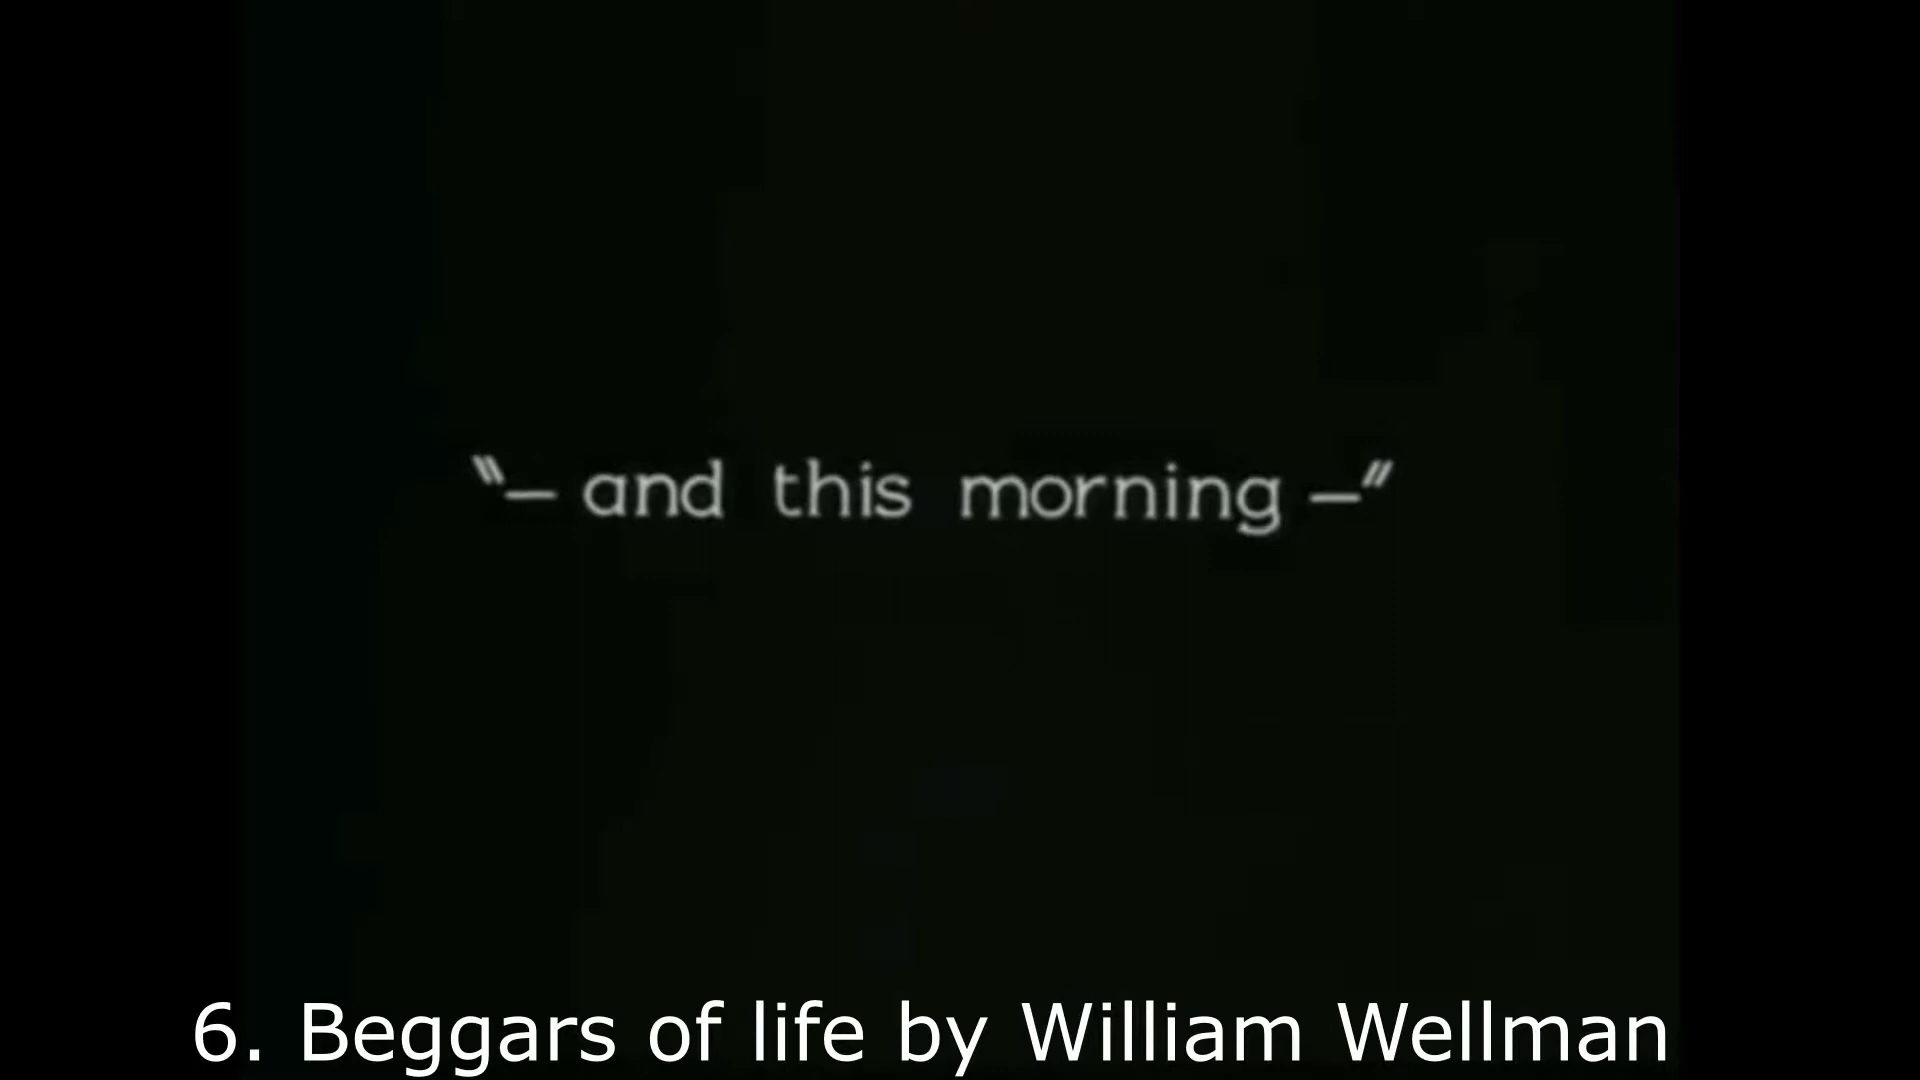 "— and this morning —"
6. Beggars of life by William Wellman